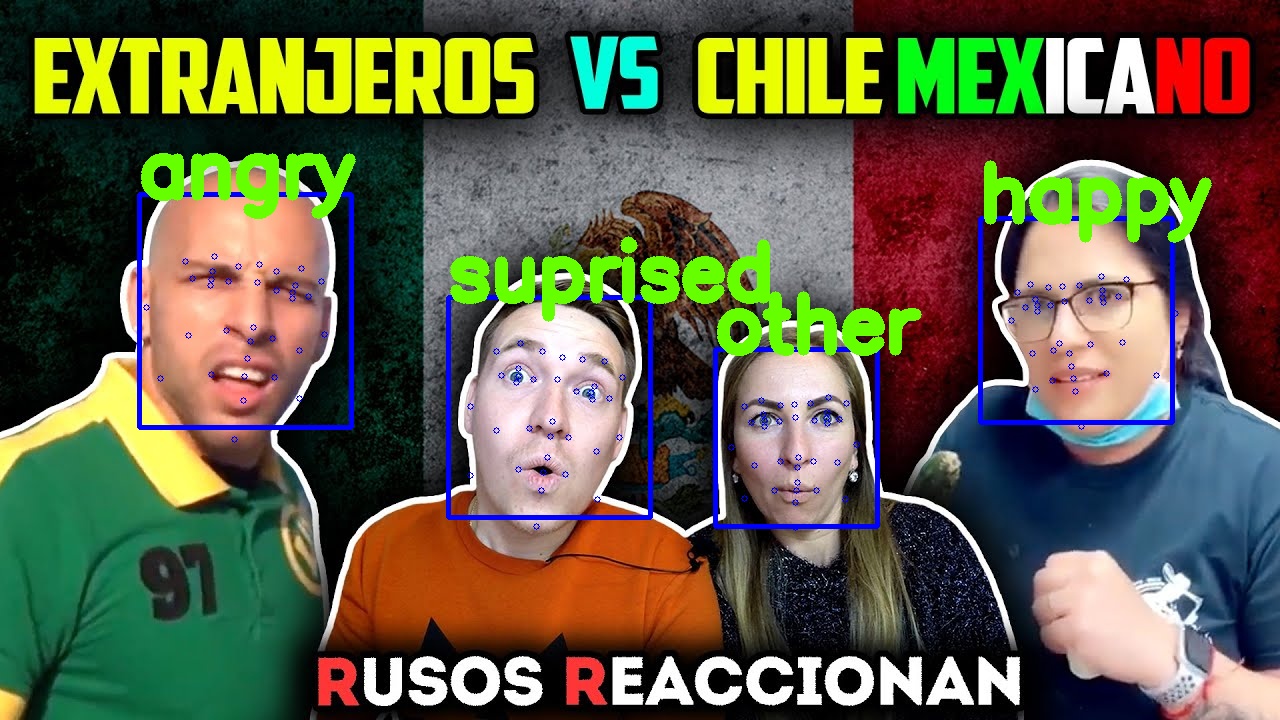 EXTRANJEROS VS CHILE MEXICANO
angry
happy
suprised
other
97
RUSOS REACCIONAN